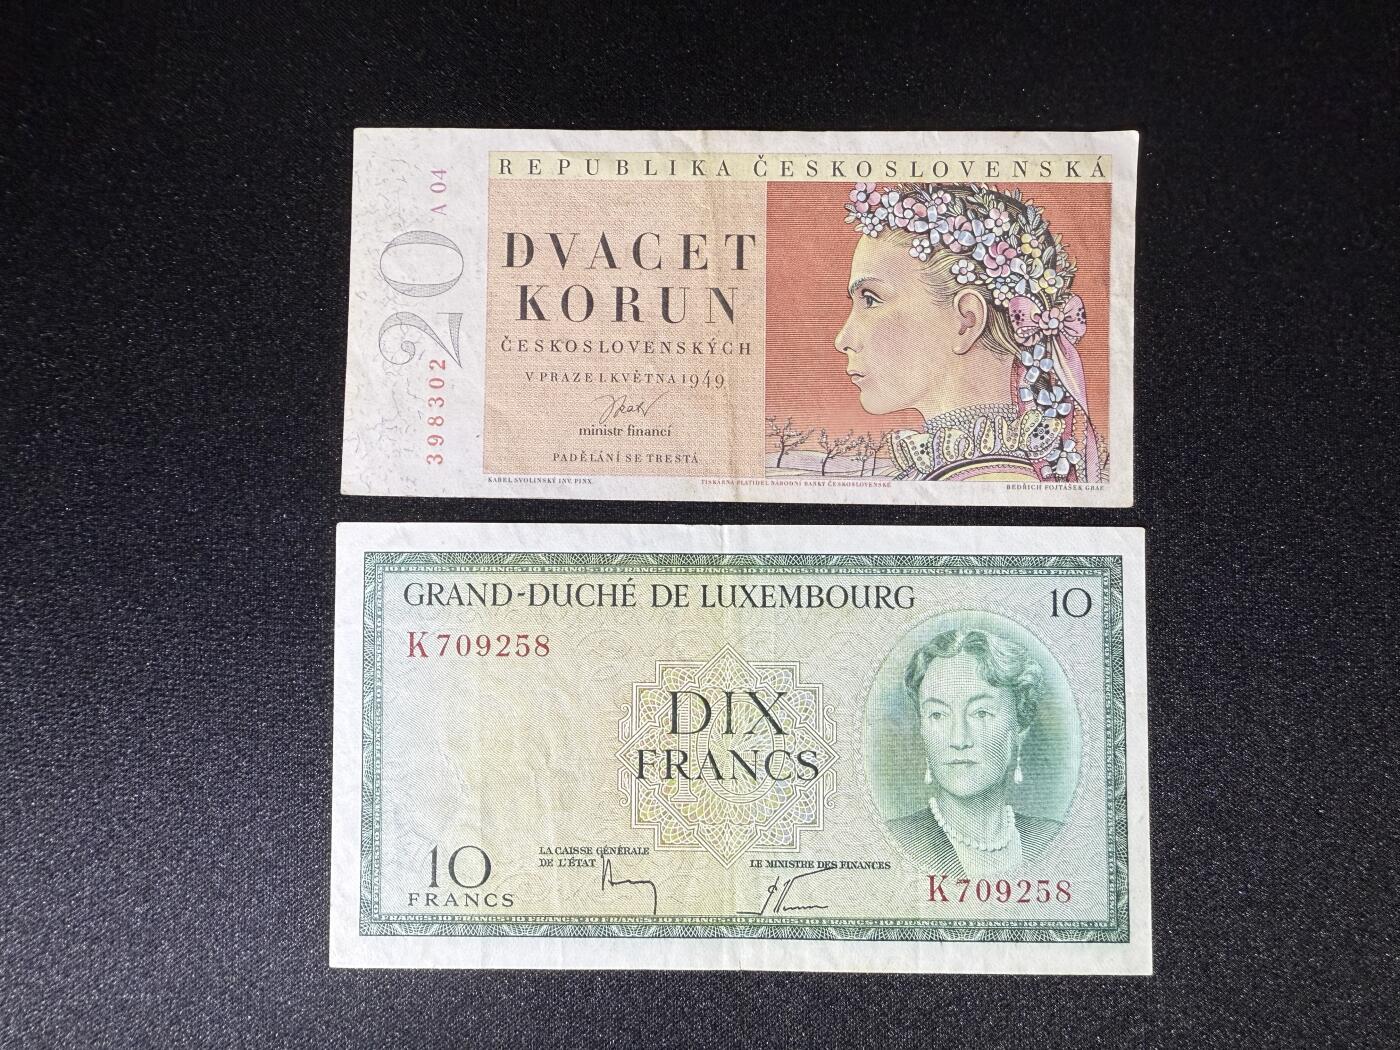 REPUBLIKA ČESKOSLOVENSKÁ
20
A 04
398302
DVACET
KORUN
ČESKOSLOVENSKÝCH
V PRAZE 1. KVĚTNA 1949
ministr financí
PADĚLÁNÍ SE TRESTÁ
KAREL SVOLINSKÝ INV. PINX.
TISKÁRNA PLATIDEL NÁRODNÍ BANKY ČESKOSLOVENSKÉ
BEDŘICH FOJTÁŠEK GRAF.
GRAND-DUCHÉ DE LUXEMBOURG
10
K709258
DIX
FRANCS
10
10
FRANCS
LA CAISSE GÉNÉRALE
DE L'ÉTAT
LE MINISTRE DES FINANCES
K709258